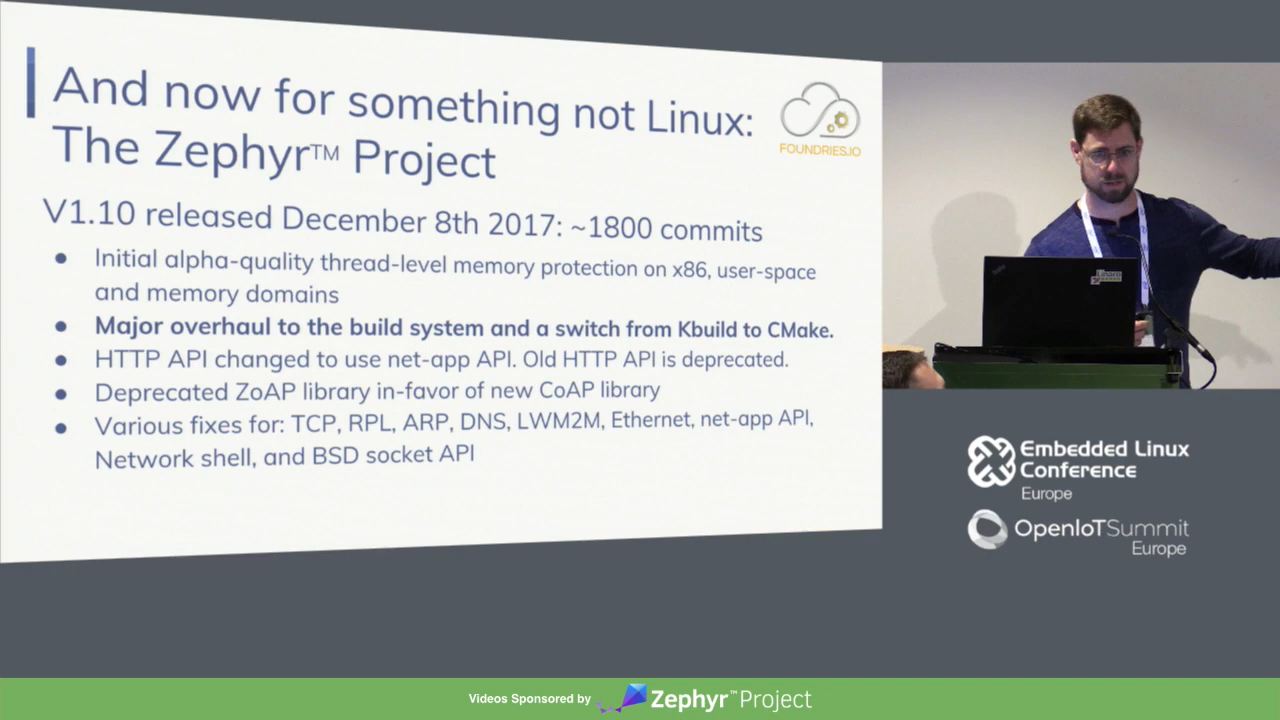 And now for something not Linux:
The Zephyr™ Project
FOUNDRIES.IO
V1.10 released December 8th 2017: ~1800 commits
● Initial alpha-quality thread-level memory protection on x86, user-space
and memory domains
● Major overhaul to the build system and a switch from Kbuild to CMake.
● HTTP API changed to use net-app API. Old HTTP API is deprecated.
● Deprecated ZoAP library in-favor of new CoAP library
● Various fixes for: TCP, RPL, ARP, DNS, LWM2M, Ethernet, net-app API,
Network shell, and BSD socket API
Linaro
Embedded Linux
Conference
Europe
OpenIoTSummit
Europe
Videos Sponsored by Zephyr™Project